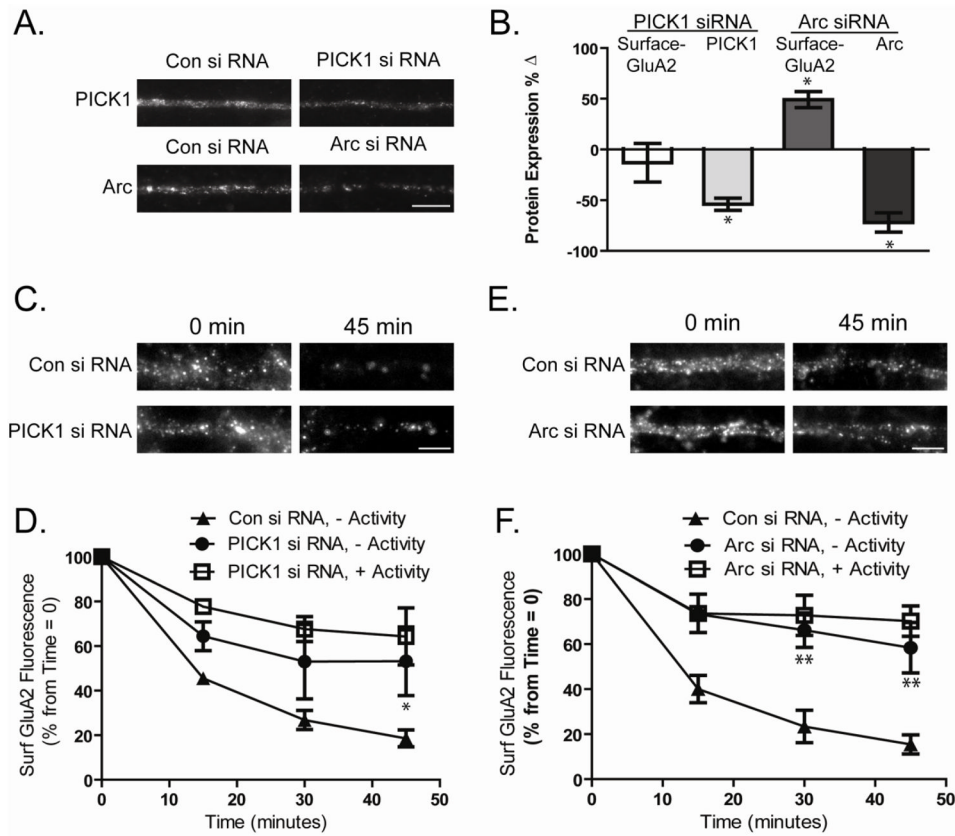 A.
Con si RNA PICK1 si RNA
PICK1
Con si RNA Arc si RNA
Arc
B.
PICK1 siRNA Arc siRNA
Surface- PICK1 Surface- Arc
GluA2 GluA2
Protein Expression % Δ
100
50
0
-50
-100
*
*
*
C.
0 min 45 min
Con si RNA
PICK1 si RNA
E.
0 min 45 min
Con si RNA
Arc si RNA
D.
Con si RNA, - Activity
PICK1 si RNA, - Activity
PICK1 si RNA, + Activity
Surf GluA2 Fluorescence
(% from Time = 0)
100
80
60
40
20
0
*
0 10 20 30 40 50
Time (minutes)
F.
Con si RNA, - Activity
Arc si RNA, - Activity
Arc si RNA, + Activity
Surf GluA2 Fluorescence
(% from Time = 0)
100
80
60
40
20
0
**
**
0 10 20 30 40 50
Time (minutes)